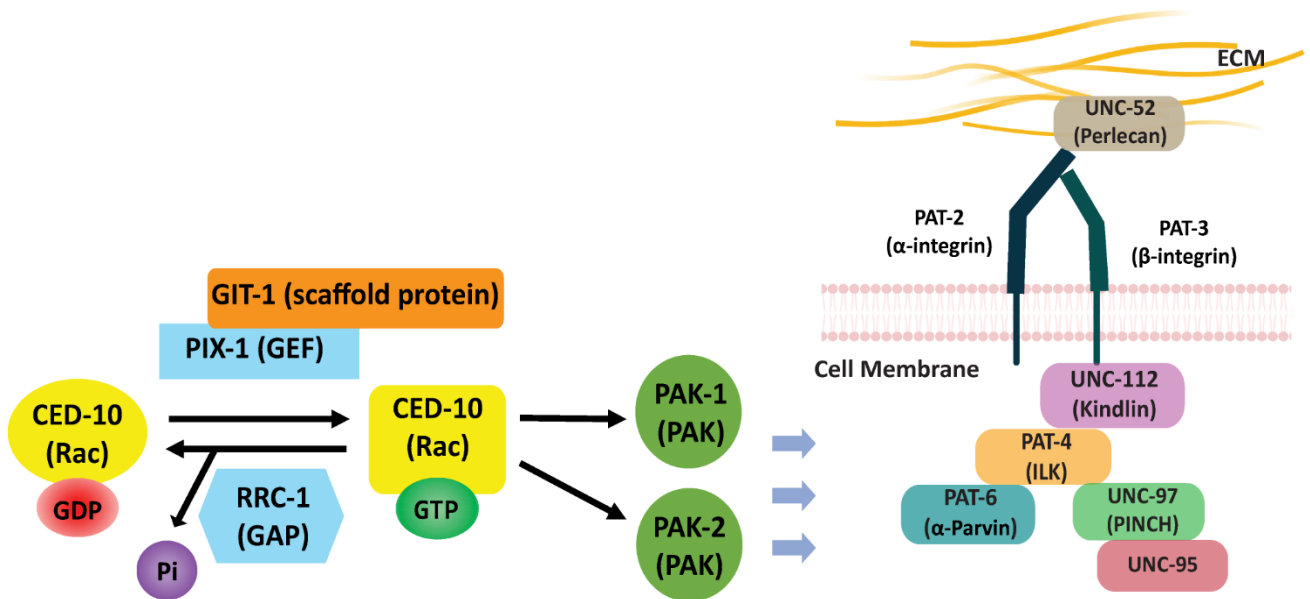 GIT-1 (scaffold protein)
PIX-1 (GEF)
CED-10
(Rac)
GDP
Pi
RRC-1
(GAP)
CED-10
(Rac)
GTP
PAK-1
(PAK)
PAK-2
(PAK)
ECM
UNC-52
(Perlecan)
PAT-2
(α-integrin)
PAT-3
(β-integrin)
Cell Membrane
UNC-112
(Kindlin)
PAT-4
(ILK)
PAT-6
(α-Parvin)
UNC-97
(PINCH)
UNC-95